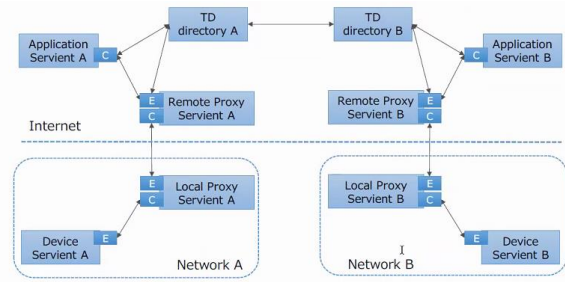 TD
directory A
TD
directory B
Application
Servient A
C
C
Application
Servient B
E
Remote Proxy
C
Servient A
Remote Proxy
E
Servient B
C
Internet
E
Local Proxy
C
Servient A
Local Proxy
E
Servient B
C
Device
Servient A
E
E
Device
Servient B
Network A
Network B